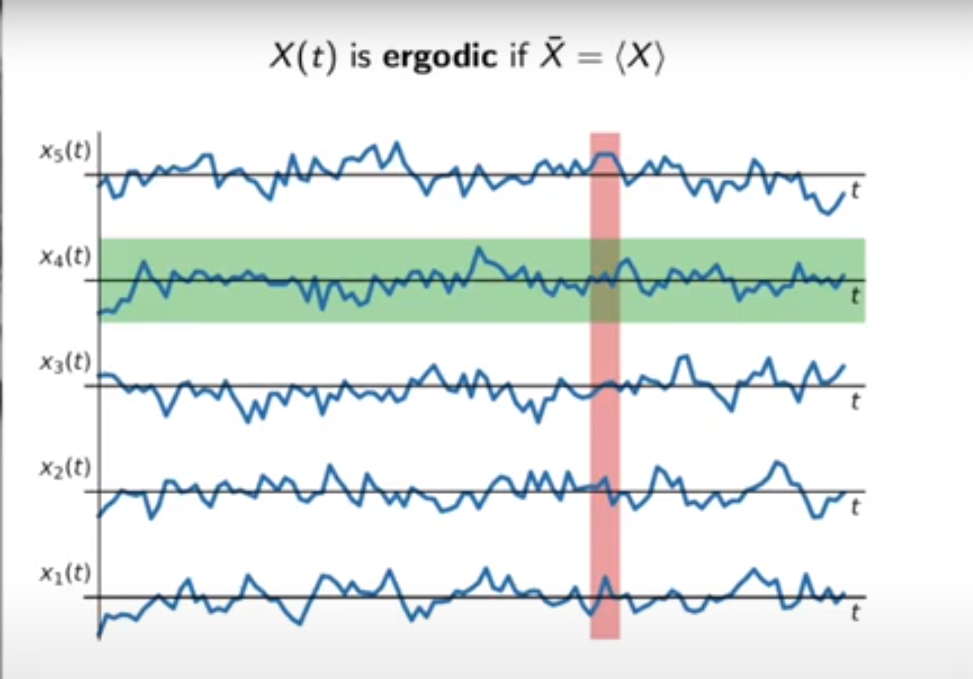 X(t) is ergodic if X̄ = ⟨X⟩
x₅(t)
t
x₄(t)
t
x₃(t)
t
x₂(t)
t
x₁(t)
t